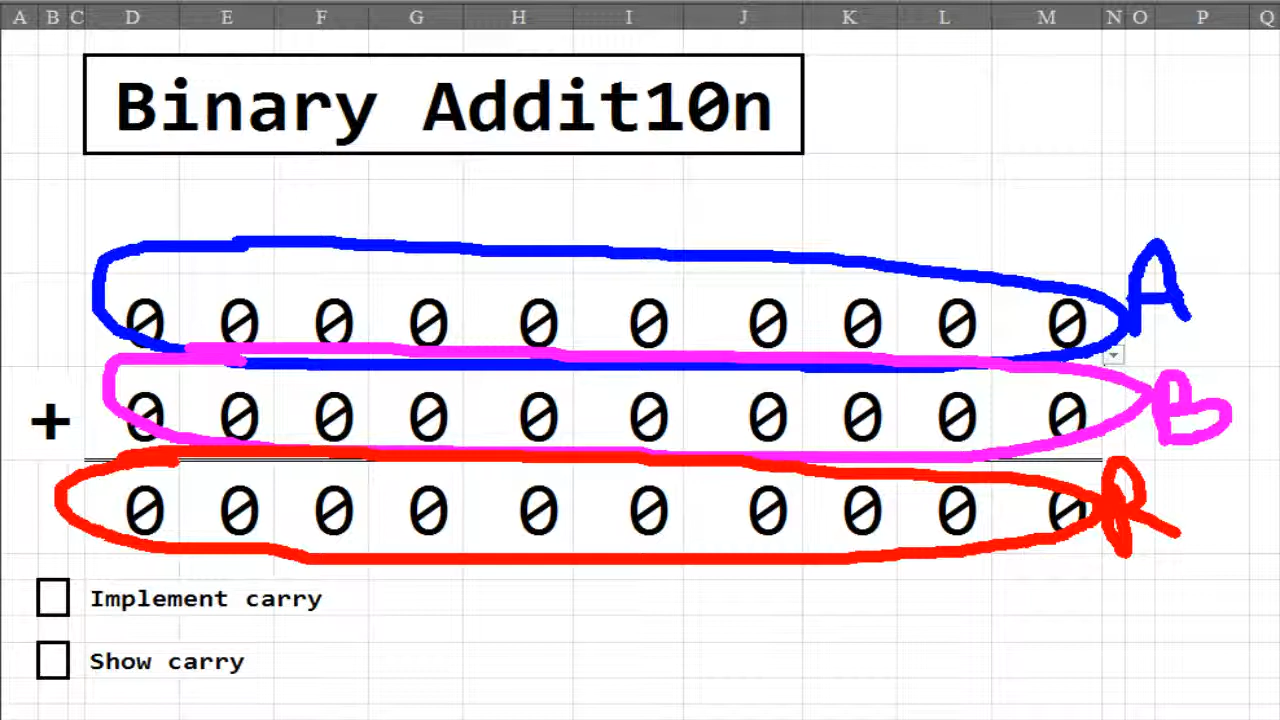 A B C D E F G H I J K L M N O P Q
Binary Addit10n
0 0 0 0 0 0 0 0 0 0 A
+ 0 0 0 0 0 0 0 0 0 0 B
0 0 0 0 0 0 0 0 0 0 R
Implement carry
Show carry